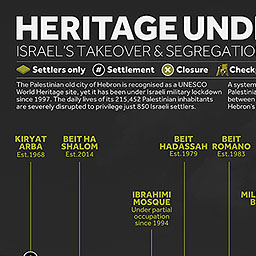 HERITAGE UND
ISRAEL'S TAKEOVER & SEGREGATIO
Settlers only # Settlement Closure Check
The Palestinian old city of Hebron is recognised as a UNESCO
World Heritage site, yet it has been under Israeli military lockdown
since 1997. The daily lives of its 215,452 Palestinian inhabitants
are severely disrupted to privilege just 850 Israeli settlers.
A system
Palestinia
between
Hebron's
KIRYAT
ARBA
Est.1968
BEIT HA
SHALOM
Est.2014
BEIT
HADASSAH
Est.1979
BEIT
ROMANO
Est.1983
IBRAHIMI
MOSQUE
Under partial
occupation
since 1994
MIL
B